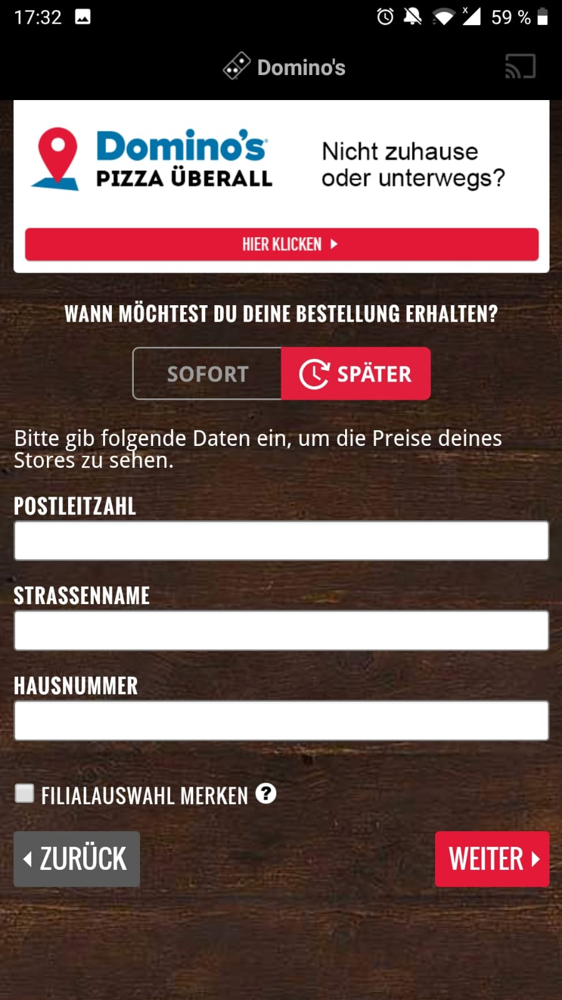 17:32
x
59 %
Domino's
Domino's
PIZZA ÜBERALL
Nicht zuhause
oder unterwegs?
HIER KLICKEN
WANN MÖCHTEST DU DEINE BESTELLUNG ERHALTEN?
SOFORT
SPÄTER
Bitte gib folgende Daten ein, um die Preise deines
Stores zu sehen.
POSTLEITZAHL
STRASSENNAME
HAUSNUMMER
FILIALAUSWAHL MERKEN ?
ZURÜCK
WEITER